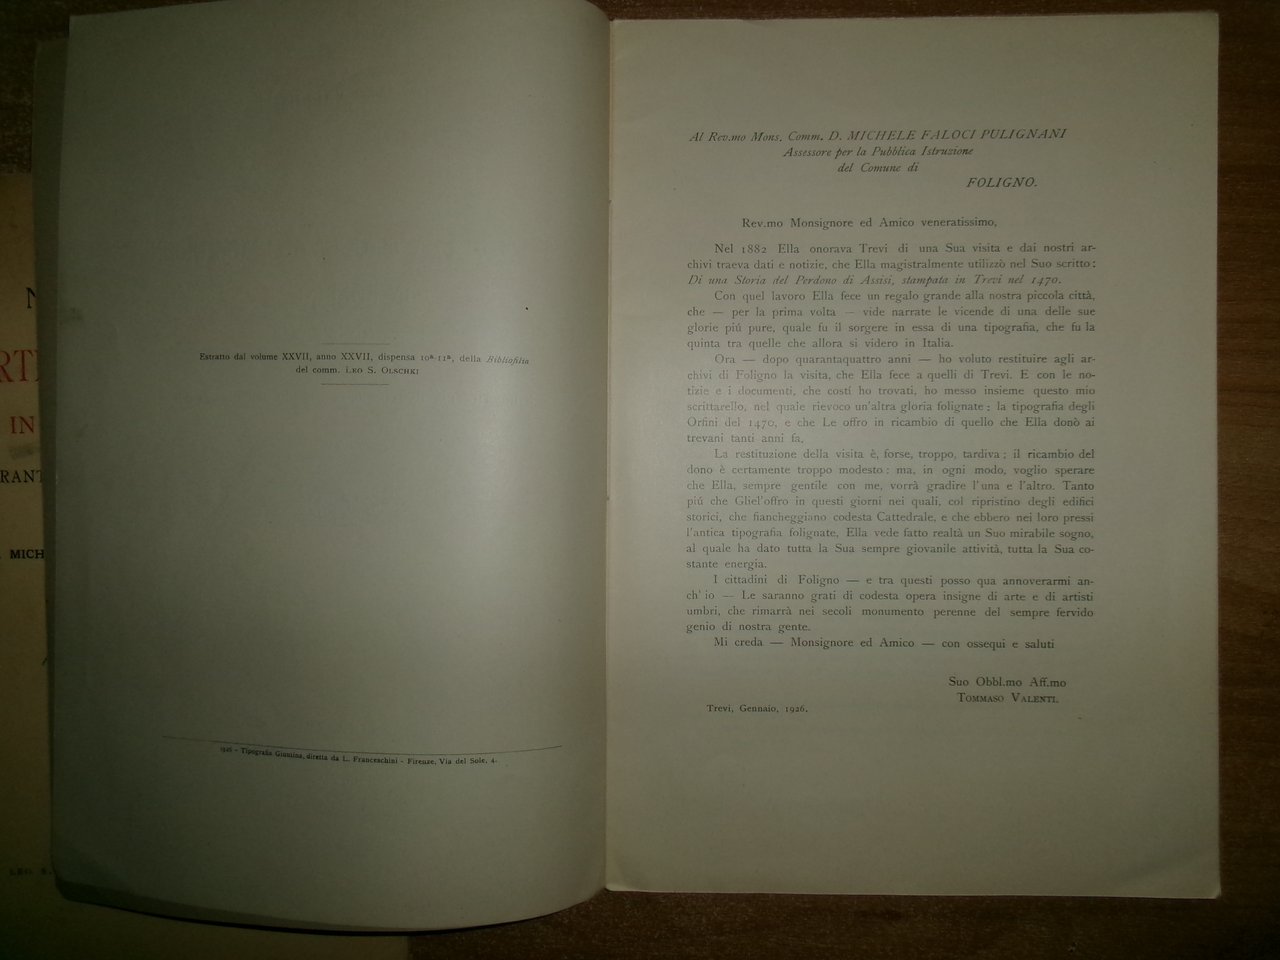 Estratto dal volume XXVII, anno XXVII, dispensa 10ª-11ª, della Bibliofilia
del comm. LEO S. OLSCHKI
1926 - Tipografia Giuntina, diretta da L. Franceschini - Firenze, Via del Sole, 4.
Al Rev.mo Mons. Comm. D. MICHELE FALOCI PULIGNANI
Assessore per la Pubblica Istruzione
del Comune di
FOLIGNO.
Rev.mo Monsignore ed Amico veneratissimo,
Nel 1882 Ella onorava Trevi di una Sua visita e dai nostri ar-
chivi traeva dati e notizie, che Ella magistralmente utilizzò nel Suo scritto:
Di una Storia del Perdono di Assisi, stampata in Trevi nel 1470.
Con quel lavoro Ella fece un regalo grande alla nostra piccola città,
che — per la prima volta — vide narrate le vicende di una delle sue
glorie piú pure, quale fu il sorgere in essa di una tipografia, che fu la
quinta tra quelle che allora si videro in Italia.
Ora — dopo quarantaquattro anni — ho voluto restituire agli ar-
chivi di Foligno la visita, che Ella fece a quelli di Trevi. E con le no-
tizie e i documenti, che costí ho trovati, ho messo insieme questo mio
scrittarello, nel quale rievoco un'altra gloria folignate; la tipografia degli
Orfini del 1470, e che Le offro in ricambio di quello che Ella donò ai
trevani tanti anni fa.
La restituzione della visita è, forse, troppo, tardiva; il ricambio del
dono è certamente troppo modesto: ma, in ogni modo, voglio sperare
che Ella, sempre gentile con me, vorrà gradire l'una e l'altro. Tanto
piú che Gliel'offro in questi giorni nei quali, col ripristino degli edifici
storici, che fiancheggiano codesta Cattedrale, e che ebbero nei loro pressi
l'antica tipografia folignate, Ella vede fatto realtà un Suo mirabile sogno,
al quale ha dato tutta la Sua sempre giovanile attività, tutta la Sua co-
stante energia.
I cittadini di Foligno — e tra questi posso qua annoverarmi an-
ch'io — Le saranno grati di codesta opera insigne di arte e di artisti
umbri, che rimarrà nei secoli monumento perenne del sempre fervido
genio di nostra gente.
Mi creda — Monsignore ed Amico — con ossequi e saluti
Suo Obbl.mo Aff.mo
TOMMASO VALENTI.
Trevi, Gennaio, 1926.
IN
MICH
LEO S.